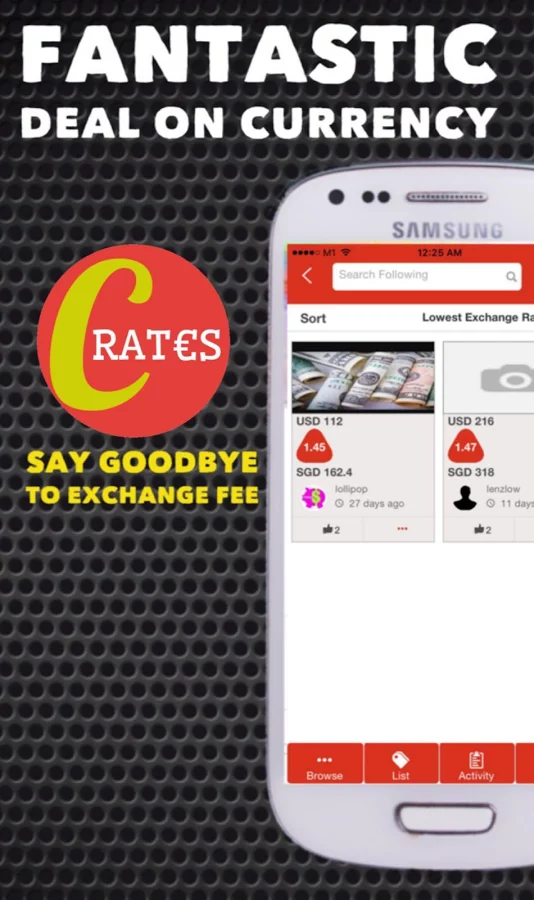 FANTASTIC
DEAL ON CURRENCY
SAMSUNG
M1 12:25 AM
Search Following
Sort Lowest Exchange Ra
C RAT€S
USD 112 USD 216
1.45 1.47
SGD 162.4 SGD 318
lollipop lenzlow
27 days ago 11 days
2 ••• 2
SAY GOODBYE
TO EXCHANGE FEE
Browse List Activity